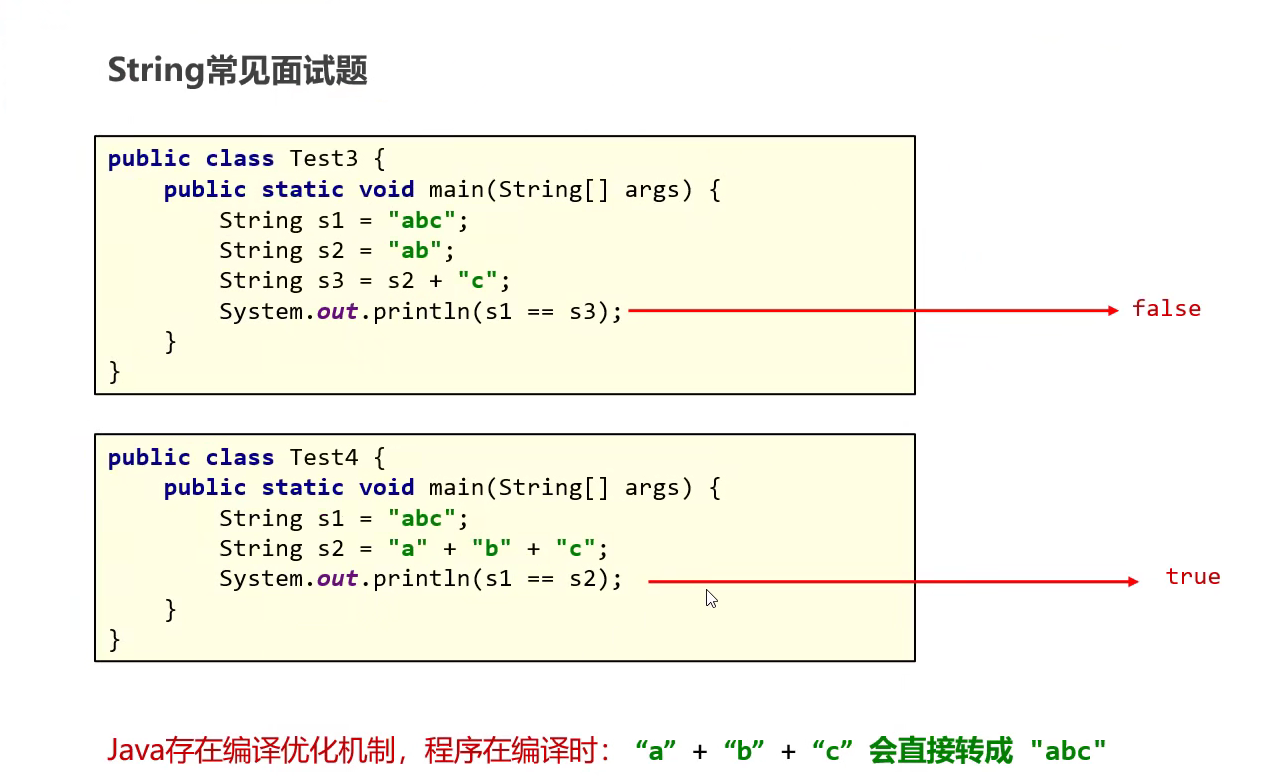 String常见面试题
public class Test3 {
    public static void main(String[] args) {
        String s1 = "abc";
        String s2 = "ab";
        String s3 = s2 + "c";
        System.out.println(s1 == s3); false
    }
}
public class Test4 {
    public static void main(String[] args) {
        String s1 = "abc";
        String s2 = "a" + "b" + "c";
        System.out.println(s1 == s2); true
    }
}
Java存在编译优化机制，程序在编译时： “a” + “b” + “c” 会直接转成 "abc"